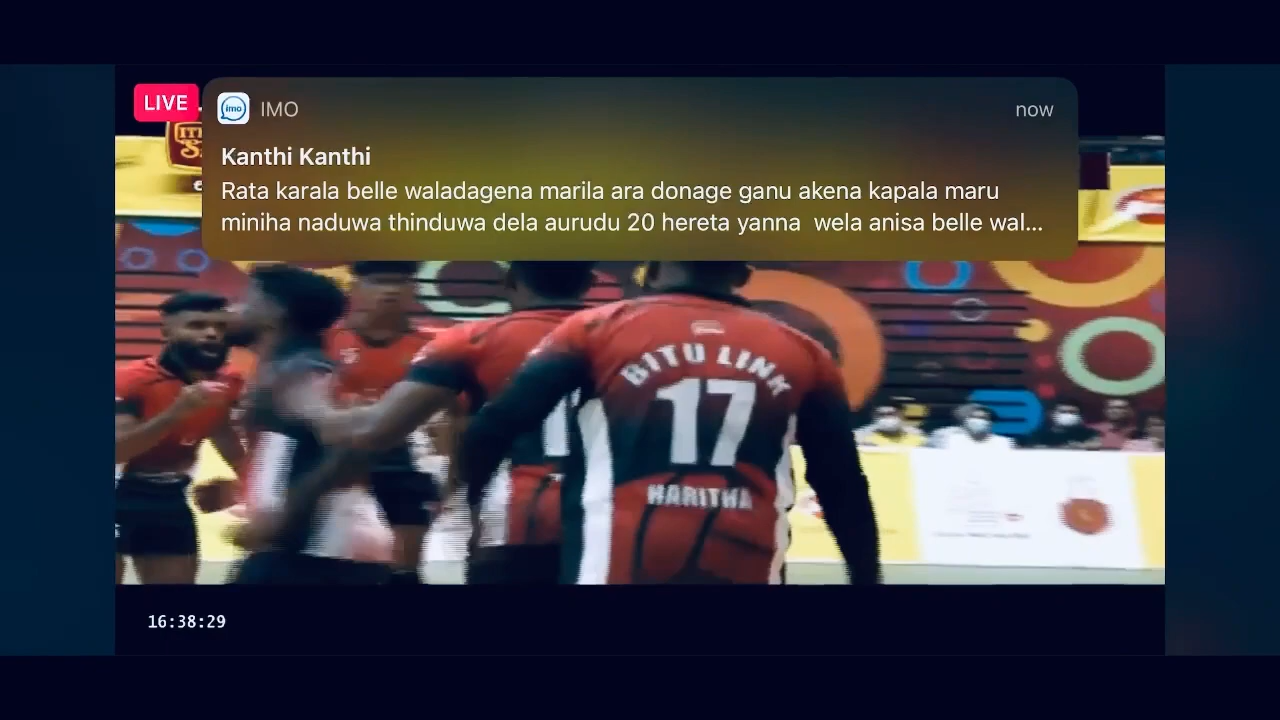 LIVE
imo
IMO
now
Kanthi Kanthi
Rata karala belle waladagena marila ara donage ganu akena kapala maru
miniha naduwa thinduwa dela aurudu 20 hereta yanna wela anisa belle wal...
BITU LINK
17
HARITHA
16:38:29